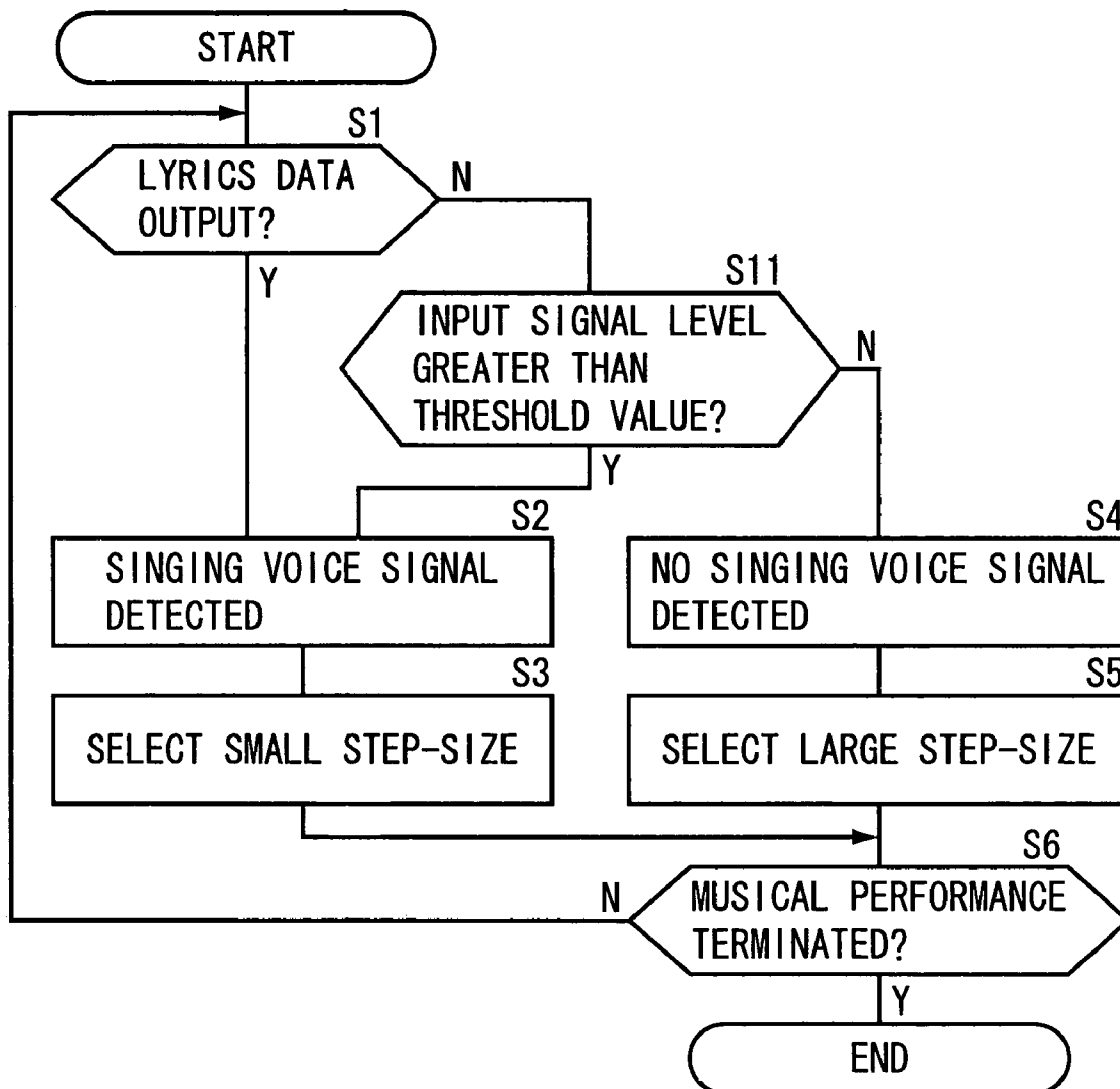 START
S1
LYRICS DATA
OUTPUT?
N
Y
S11
INPUT SIGNAL LEVEL
GREATER THAN
THRESHOLD VALUE?
N
Y
S2
SINGING VOICE SIGNAL
DETECTED
S4
NO SINGING VOICE SIGNAL
DETECTED
S3
SELECT SMALL STEP-SIZE
S5
SELECT LARGE STEP-SIZE
S6
MUSICAL PERFORMANCE
TERMINATED?
N
Y
END